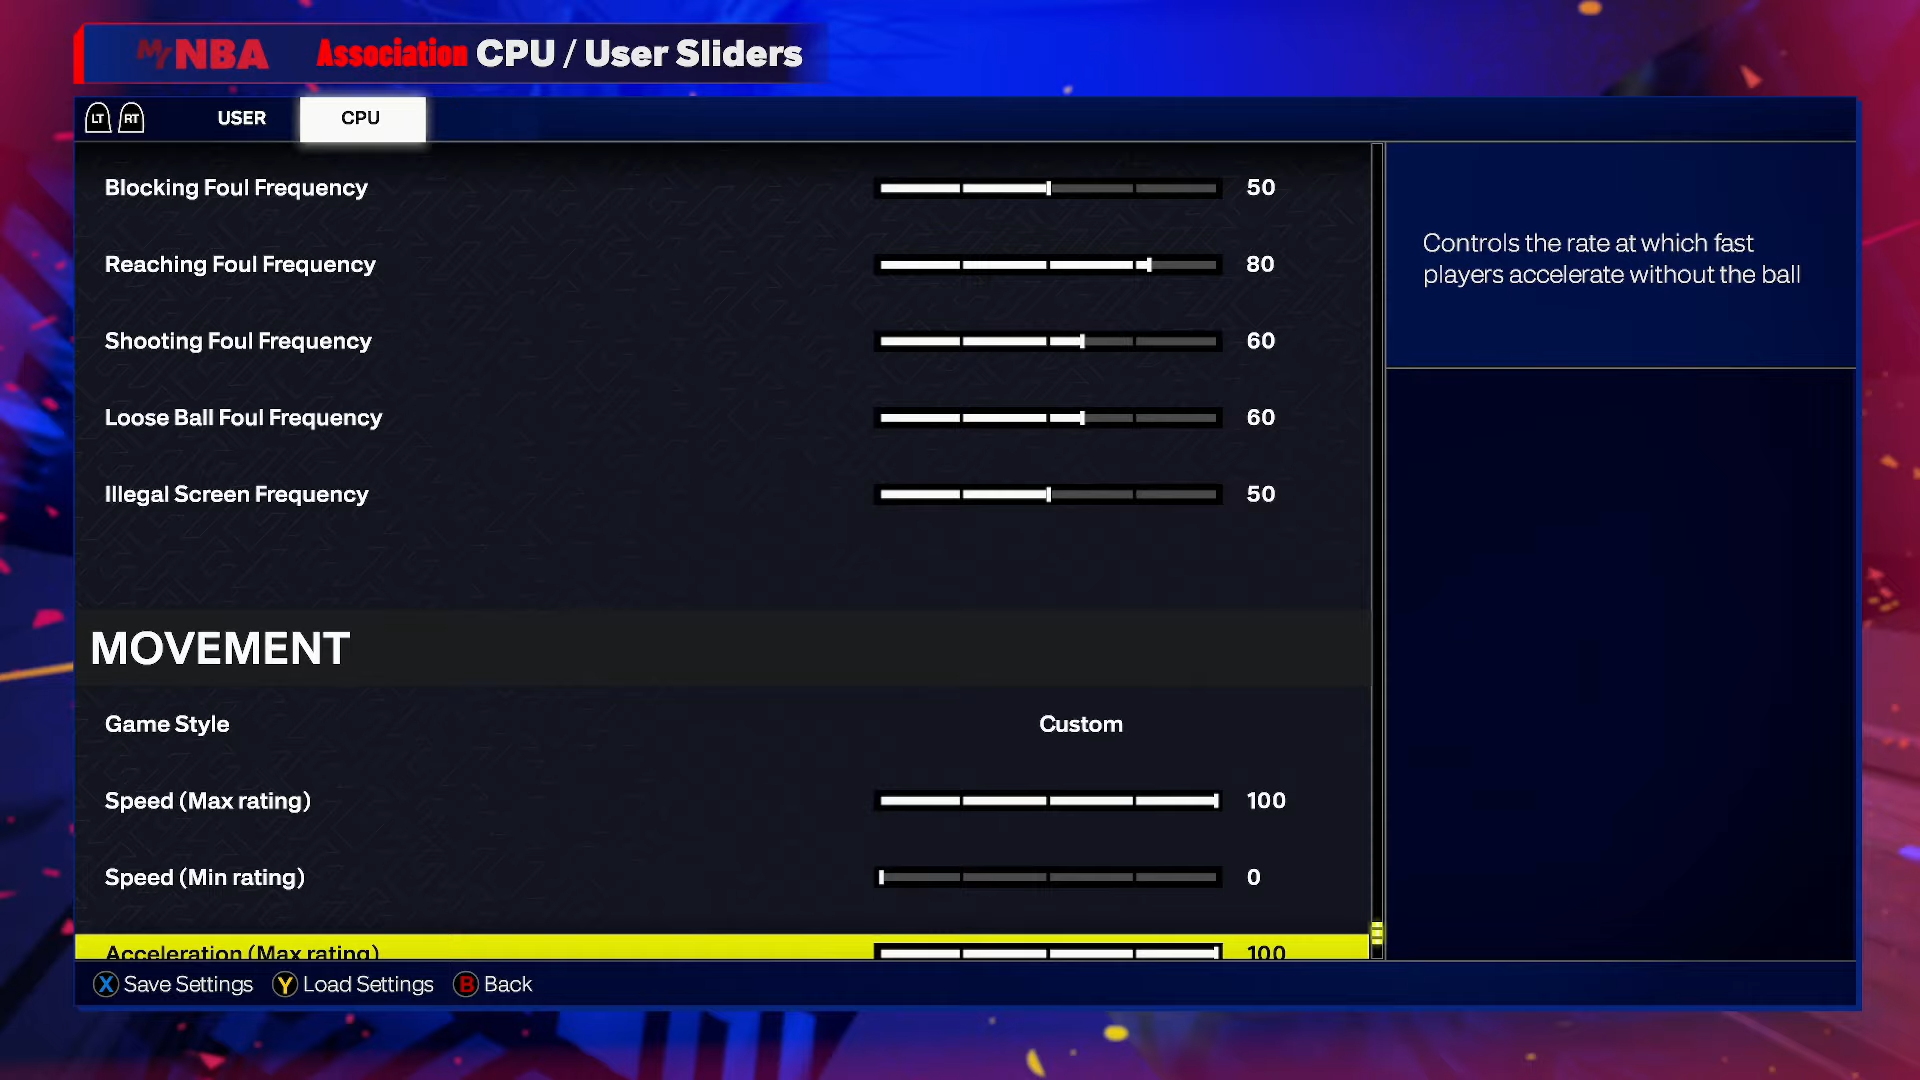 MyNBA Association CPU / User Sliders
LT RT USER CPU
Blocking Foul Frequency 50
Reaching Foul Frequency 80
Shooting Foul Frequency 60
Loose Ball Foul Frequency 60
Illegal Screen Frequency 50
MOVEMENT
Game Style Custom
Speed (Max rating) 100
Speed (Min rating) 0
Acceleration (Max rating) 100
Controls the rate at which fast
players accelerate without the ball
X Save Settings Y Load Settings B Back